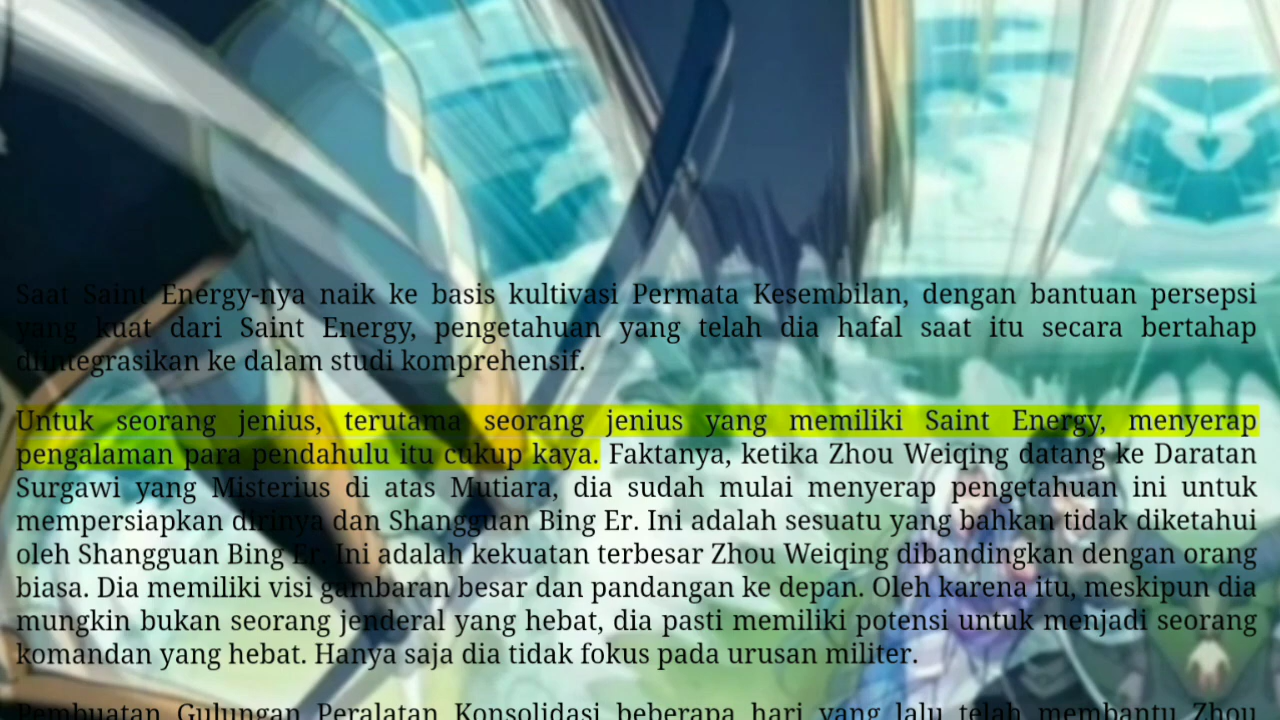 Saat Saint Energy-nya naik ke basis kultivasi Permata Kesembilan, dengan bantuan persepsi
yang kuat dari Saint Energy, pengetahuan yang telah dia hafal saat itu secara bertahap
diintegrasikan ke dalam studi komprehensif.
Untuk seorang jenius, terutama seorang jenius yang memiliki Saint Energy, menyerap
pengalaman para pendahulu itu cukup kaya. Faktanya, ketika Zhou Weiqing datang ke Daratan
Surgawi yang Misterius di atas Mutiara, dia sudah mulai menyerap pengetahuan ini untuk
mempersiapkan dirinya dan Shangguan Bing Er. Ini adalah sesuatu yang bahkan tidak diketahui
oleh Shangguan Bing Er. Ini adalah kekuatan terbesar Zhou Weiqing dibandingkan dengan orang
biasa. Dia memiliki visi gambaran besar dan pandangan ke depan. Oleh karena itu, meskipun dia
mungkin bukan seorang jenderal yang hebat, dia pasti memiliki potensi untuk menjadi seorang
komandan yang hebat. Hanya saja dia tidak fokus pada urusan militer.
Pembuatan Gulungan Peralatan Konsolidasi beberapa hari yang lalu telah membantu Zhou